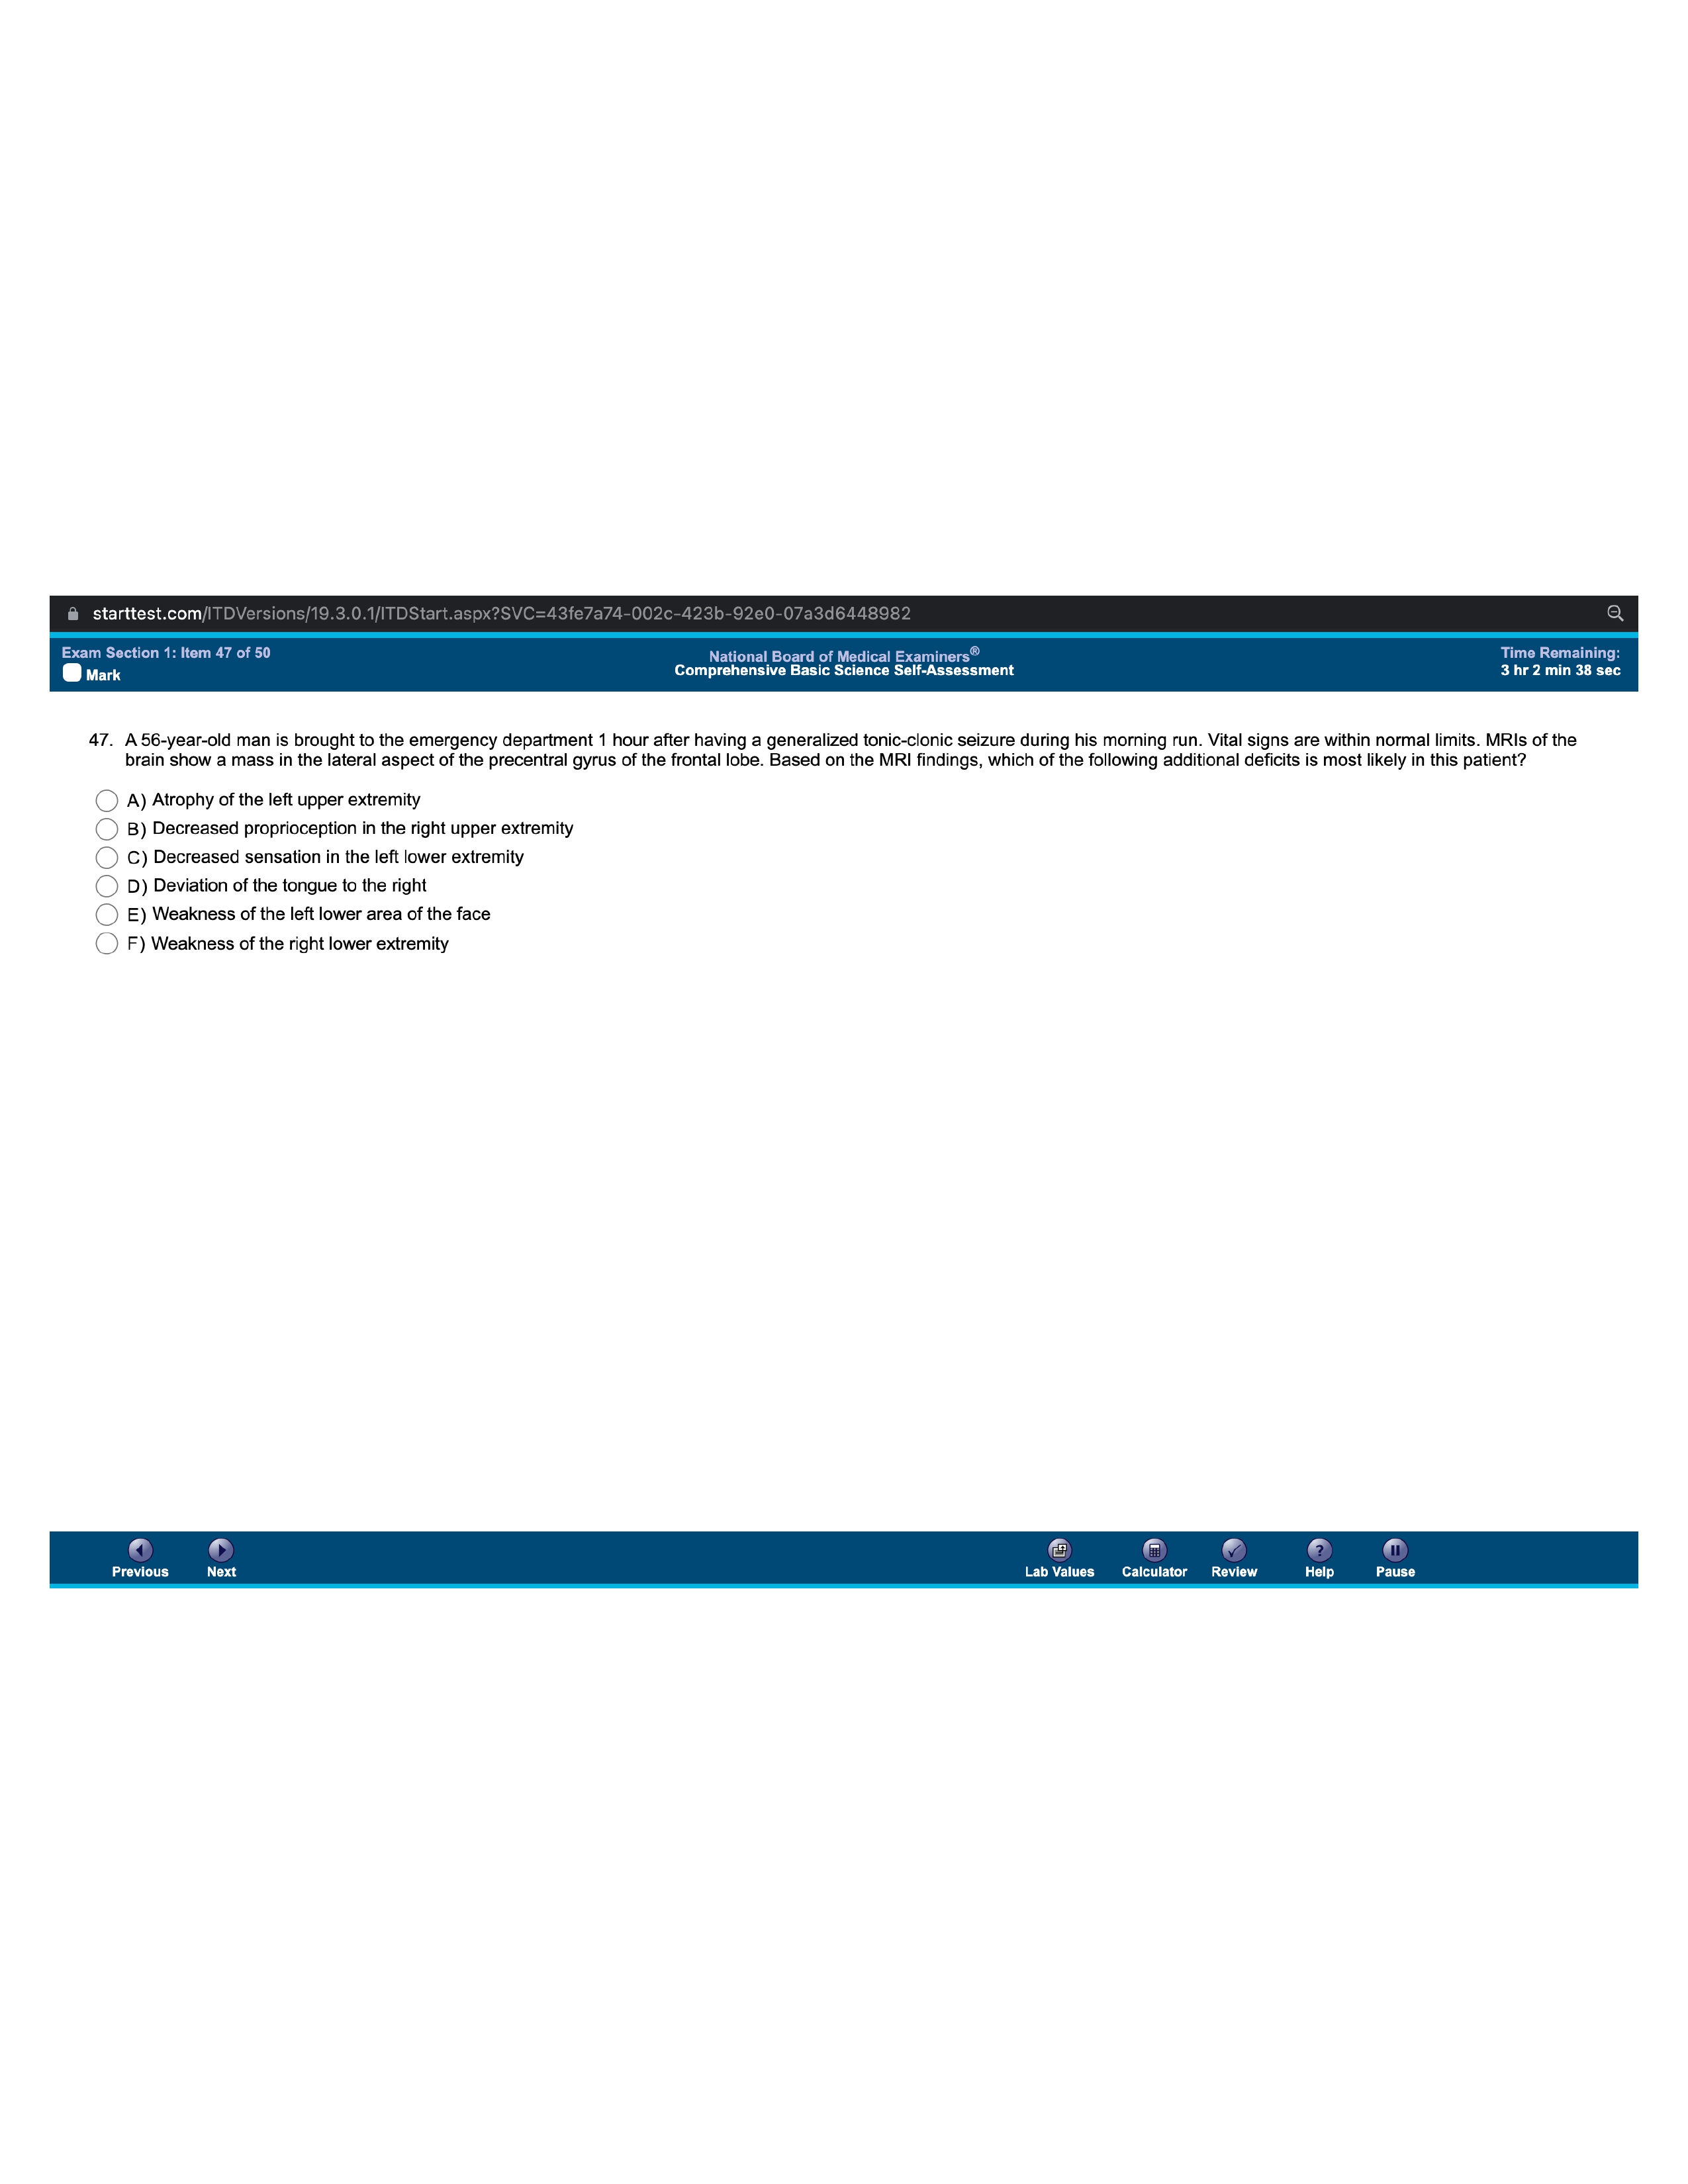 starttest.com/ITDVersions/19.3.0.1/ITDStart.aspx?SVC=43fe7a74-002c-423b-92e0-07a3d6448982
Exam Section 1: Item 47 of 50
National Board of Medical Examiners®
Time Remaining:
Mark
Comprehensive Basic Science Self-Assessment
3 hr 2 min 38 sec
47. A 56-year-old man is brought to the emergency department 1 hour after having a generalized tonic-clonic seizure during his morning run. Vital signs are within normal limits. MRIs of the
brain show a mass in the lateral aspect of the precentral gyrus of the frontal lobe. Based on the MRI findings, which of the following additional deficits is most likely in this patient?
A) Atrophy of the left upper extremity
B) Decreased proprioception in the right upper extremity
C) Decreased sensation in the left lower extremity
D) Deviation of the tongue to the right
E) Weakness of the left lower area of the face
F) Weakness of the right lower extremity
Previous Next Lab Values Calculator Review Help Pause